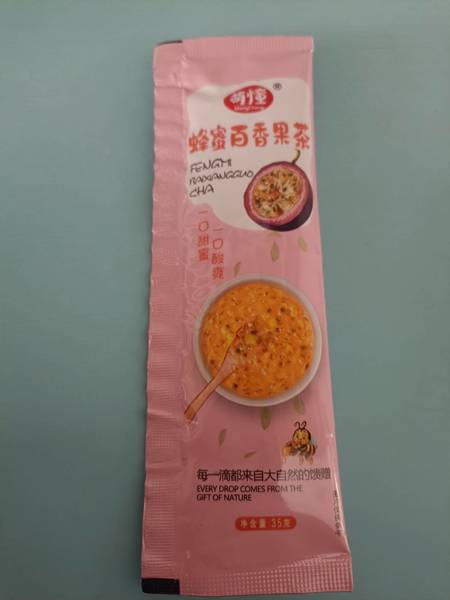 萌憧®
蜂蜜百香果茶
FENGMI
BAIXIANGGUO
CHA
一口甜蜜
一口酸爽
每一滴都来自大自然的馈赠
EVERY DROP COMES FROM THE
GIFT OF NATURE
净含量 35克